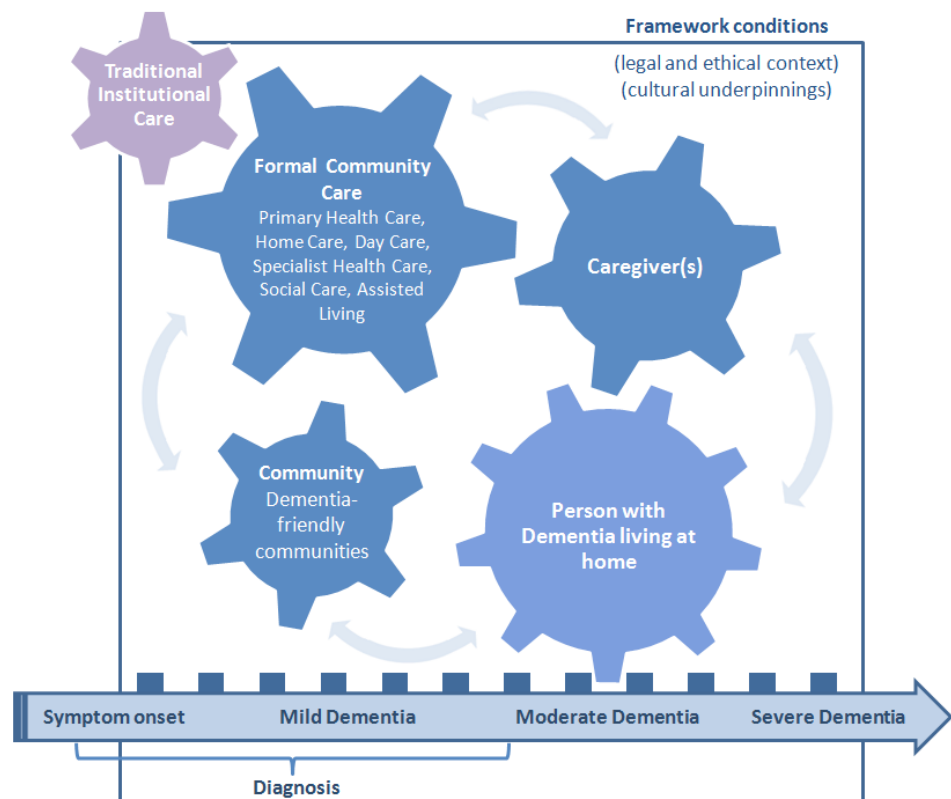 Framework conditions
(legal and ethical context)
(cultural underpinnings)
Traditional
Institutional
Care
Formal Community
Care
Primary Health Care,
Home Care, Day Care,
Specialist Health Care,
Social Care, Assisted
Living
Caregiver(s)
Community
Dementia-
friendly
communities
Person with
Dementia living at
home
Symptom onset
Mild Dementia
Moderate Dementia
Severe Dementia
Diagnosis